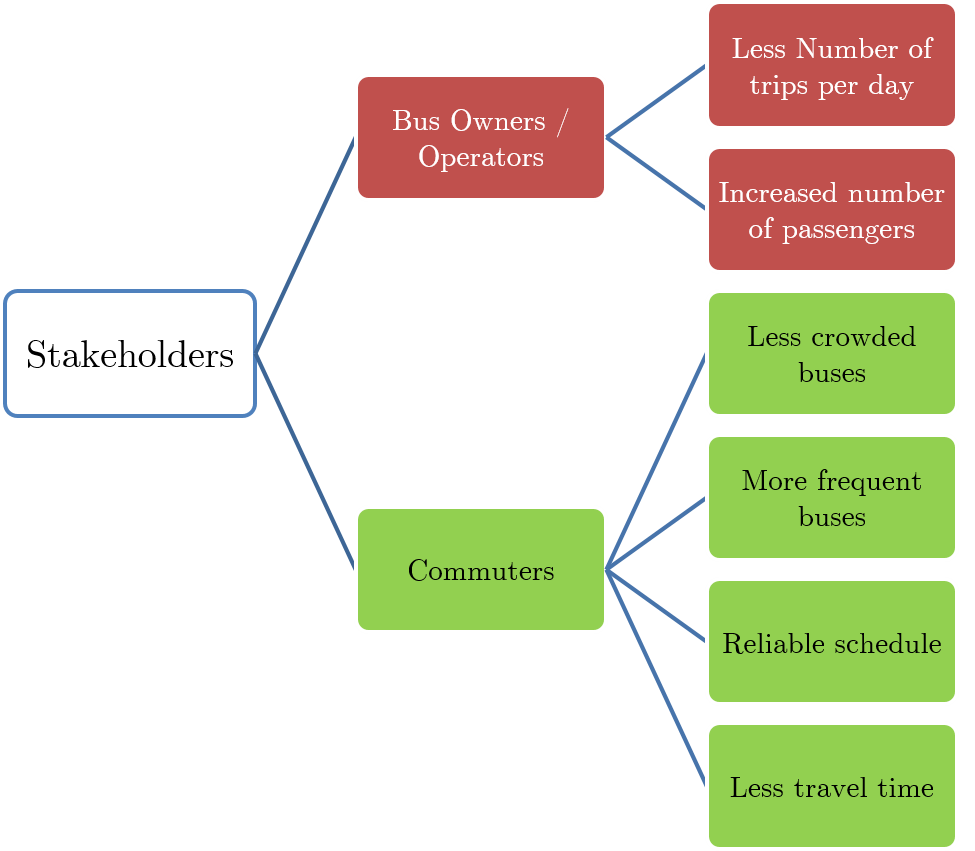 Stakeholders
Bus Owners /
Operators
Less Number of
trips per day
Increased number
of passengers
Commuters
Less crowded
buses
More frequent
buses
Reliable schedule
Less travel time